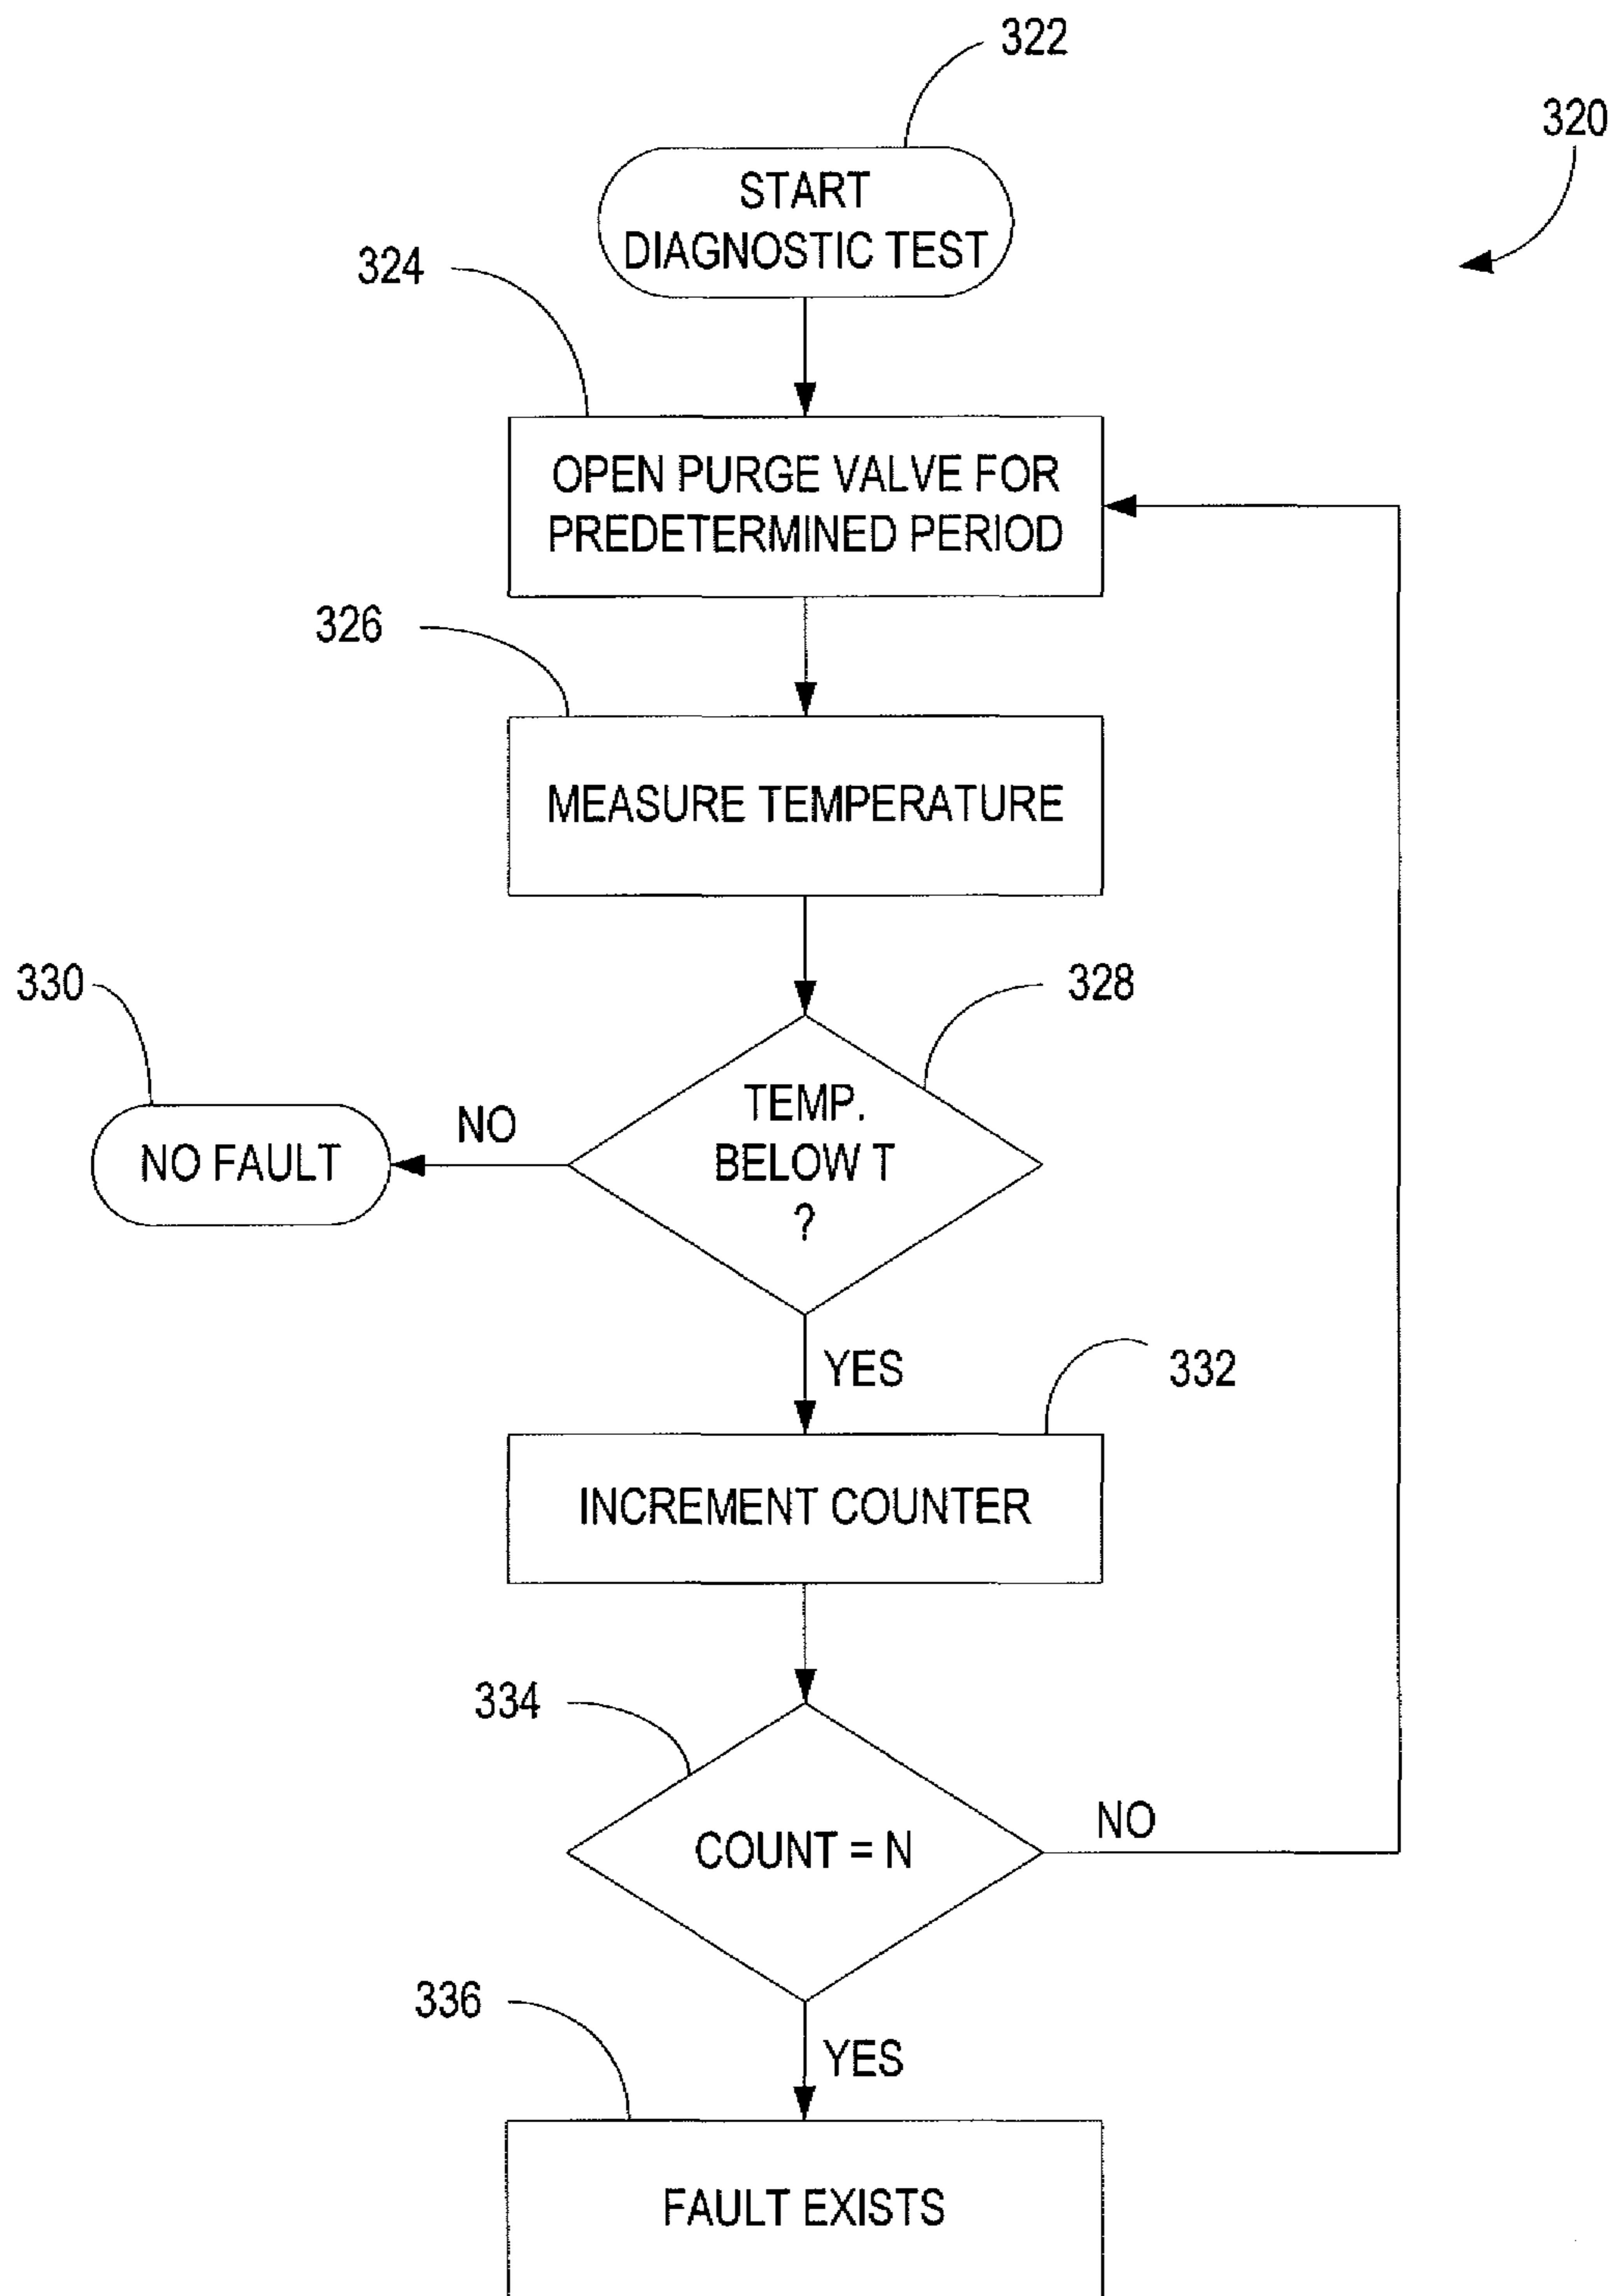 322
320
START
DIAGNOSTIC TEST
324
OPEN PURGE VALVE FOR
PREDETERMINED PERIOD
326
MEASURE TEMPERATURE
330
328
TEMP.
BELOW T
?
NO
NO FAULT
YES
332
INCREMENT COUNTER
334
COUNT = N
NO
336
YES
FAULT EXISTS